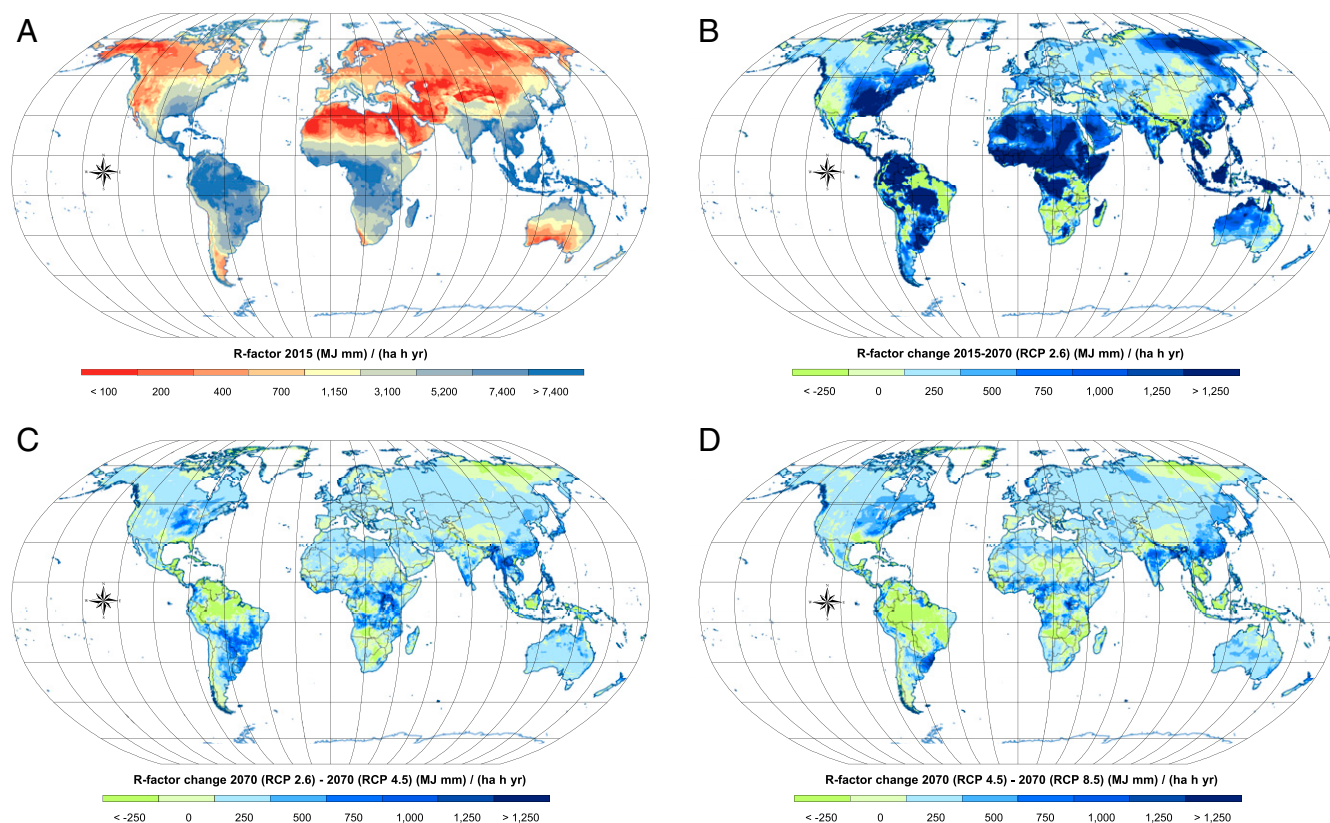 A
B
R-factor 2015 (MJ mm) / (ha h yr)
< 100 200 400 700 1,150 3,100 5,200 7,400 > 7,400
R-factor change 2015-2070 (RCP 2.6) (MJ mm) / (ha h yr)
< -250 0 250 500 750 1,000 1,250 > 1,250
C
D
R-factor change 2070 (RCP 2.6) - 2070 (RCP 4.5) (MJ mm) / (ha h yr)
< -250 0 250 500 750 1,000 1,250 > 1,250
R-factor change 2070 (RCP 4.5) - 2070 (RCP 8.5) (MJ mm) / (ha h yr)
< -250 0 250 500 750 1,000 1,250 > 1,250